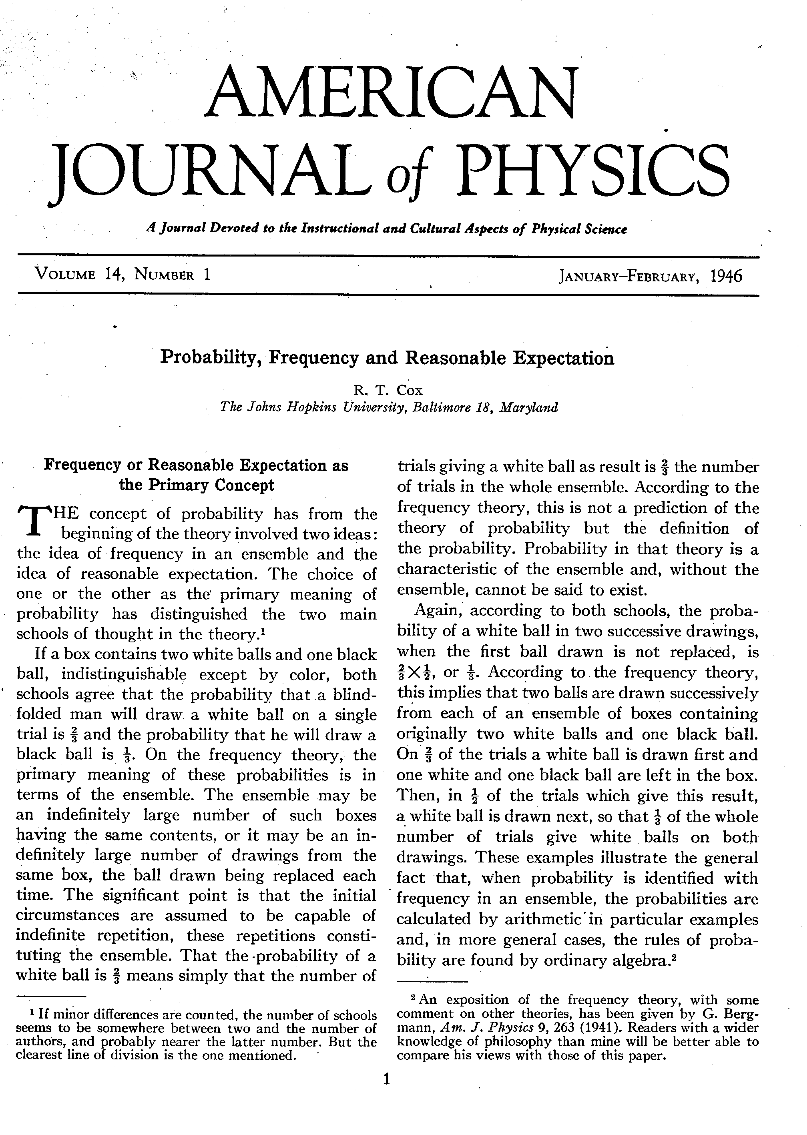 AMERICAN
JOURNAL of PHYSICS
A Journal Devoted to the Instructional and Cultural Aspects of Physical Science
VOLUME 14, NUMBER 1
JANUARY–FEBRUARY, 1946
Probability, Frequency and Reasonable Expectation
R. T. COX
The Johns Hopkins University, Baltimore 18, Maryland
Frequency or Reasonable Expectation as
the Primary Concept
THE concept of probability has from the
beginning of the theory involved two ideas:
the idea of frequency in an ensemble and the
idea of reasonable expectation. The choice of
one or the other as the primary meaning of
probability has distinguished the two main
schools of thought in the theory.¹
If a box contains two white balls and one black
ball, indistinguishable except by color, both
schools agree that the probability that a blind-
folded man will draw a white ball on a single
trial is ⅔ and the probability that he will draw a
black ball is ⅓. On the frequency theory, the
primary meaning of these probabilities is in
terms of the ensemble. The ensemble may be
an indefinitely large number of such boxes
having the same contents, or it may be an in-
definitely large number of drawings from the
same box, the ball drawn being replaced each
time. The significant point is that the initial
circumstances are assumed to be capable of
indefinite repetition, these repetitions consti-
tuting the ensemble. That the probability of a
white ball is ⅔ means simply that the number of
¹ If minor differences are counted, the number of schools
seems to be somewhere between two and the number of
authors, and probably nearer the latter number. But the
clearest line of division is the one mentioned.
trials giving a white ball as result is ⅔ the number
of trials in the whole ensemble. According to the
frequency theory, this is not a prediction of the
theory of probability but the definition of
the probability. Probability in that theory is a
characteristic of the ensemble and, without the
ensemble, cannot be said to exist.
Again, according to both schools, the proba-
bility of a white ball in two successive drawings,
when the first ball drawn is not replaced, is
⅔×½, or ⅓. According to the frequency theory,
this implies that two balls are drawn successively
from each of an ensemble of boxes containing
originally two white balls and one black ball.
On ⅔ of the trials a white ball is drawn first and
one white and one black ball are left in the box.
Then, in ½ of the trials which give this result,
a white ball is drawn next, so that ⅓ of the whole
number of trials give white balls on both
drawings. These examples illustrate the general
fact that, when probability is identified with
frequency in an ensemble, the probabilities are
calculated by arithmetic in particular examples
and, in more general cases, the rules of proba-
bility are found by ordinary algebra.²
² An exposition of the frequency theory, with some
comment on other theories, has been given by G. Berg-
mann, Am. J. Physics 9, 263 (1941). Readers with a wider
knowledge of philosophy than mine will be better able to
compare his views with those of this paper.
1